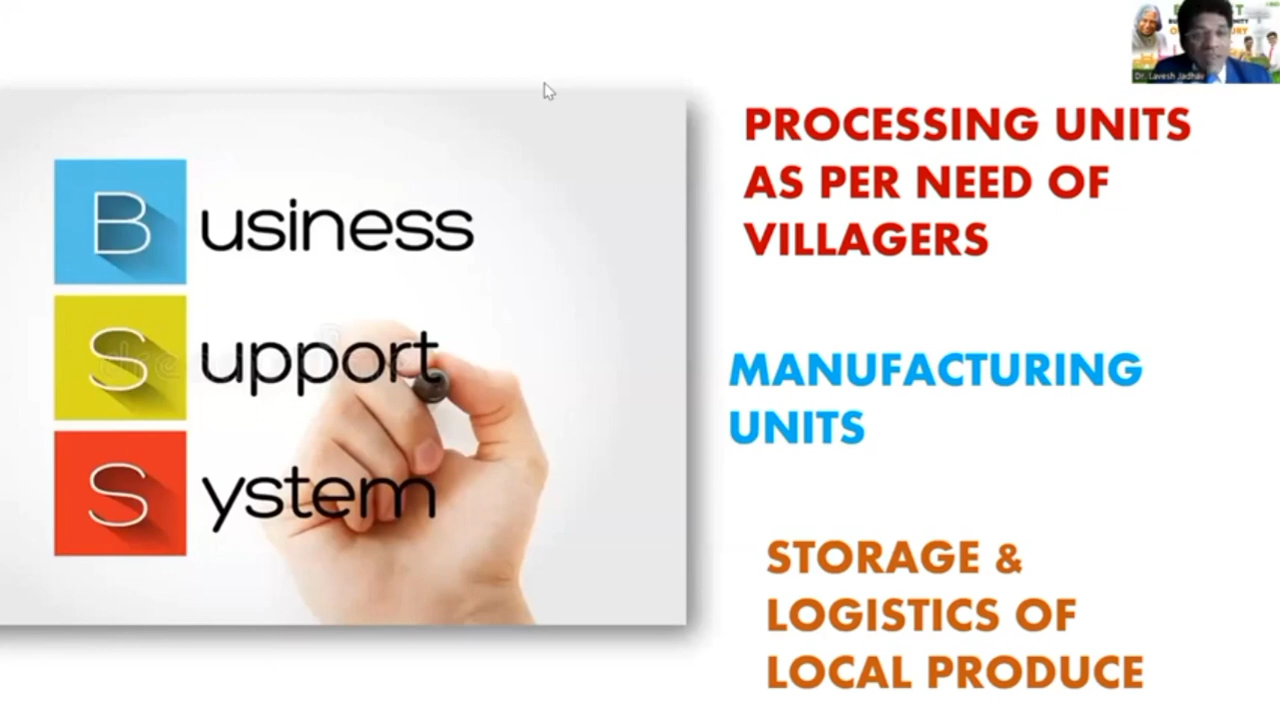 Business
Support
System
PROCESSING UNITS
AS PER NEED OF
VILLAGERS
MANUFACTURING
UNITS
STORAGE &
LOGISTICS OF
LOCAL PRODUCE
Dr. Lavesh Jadhav